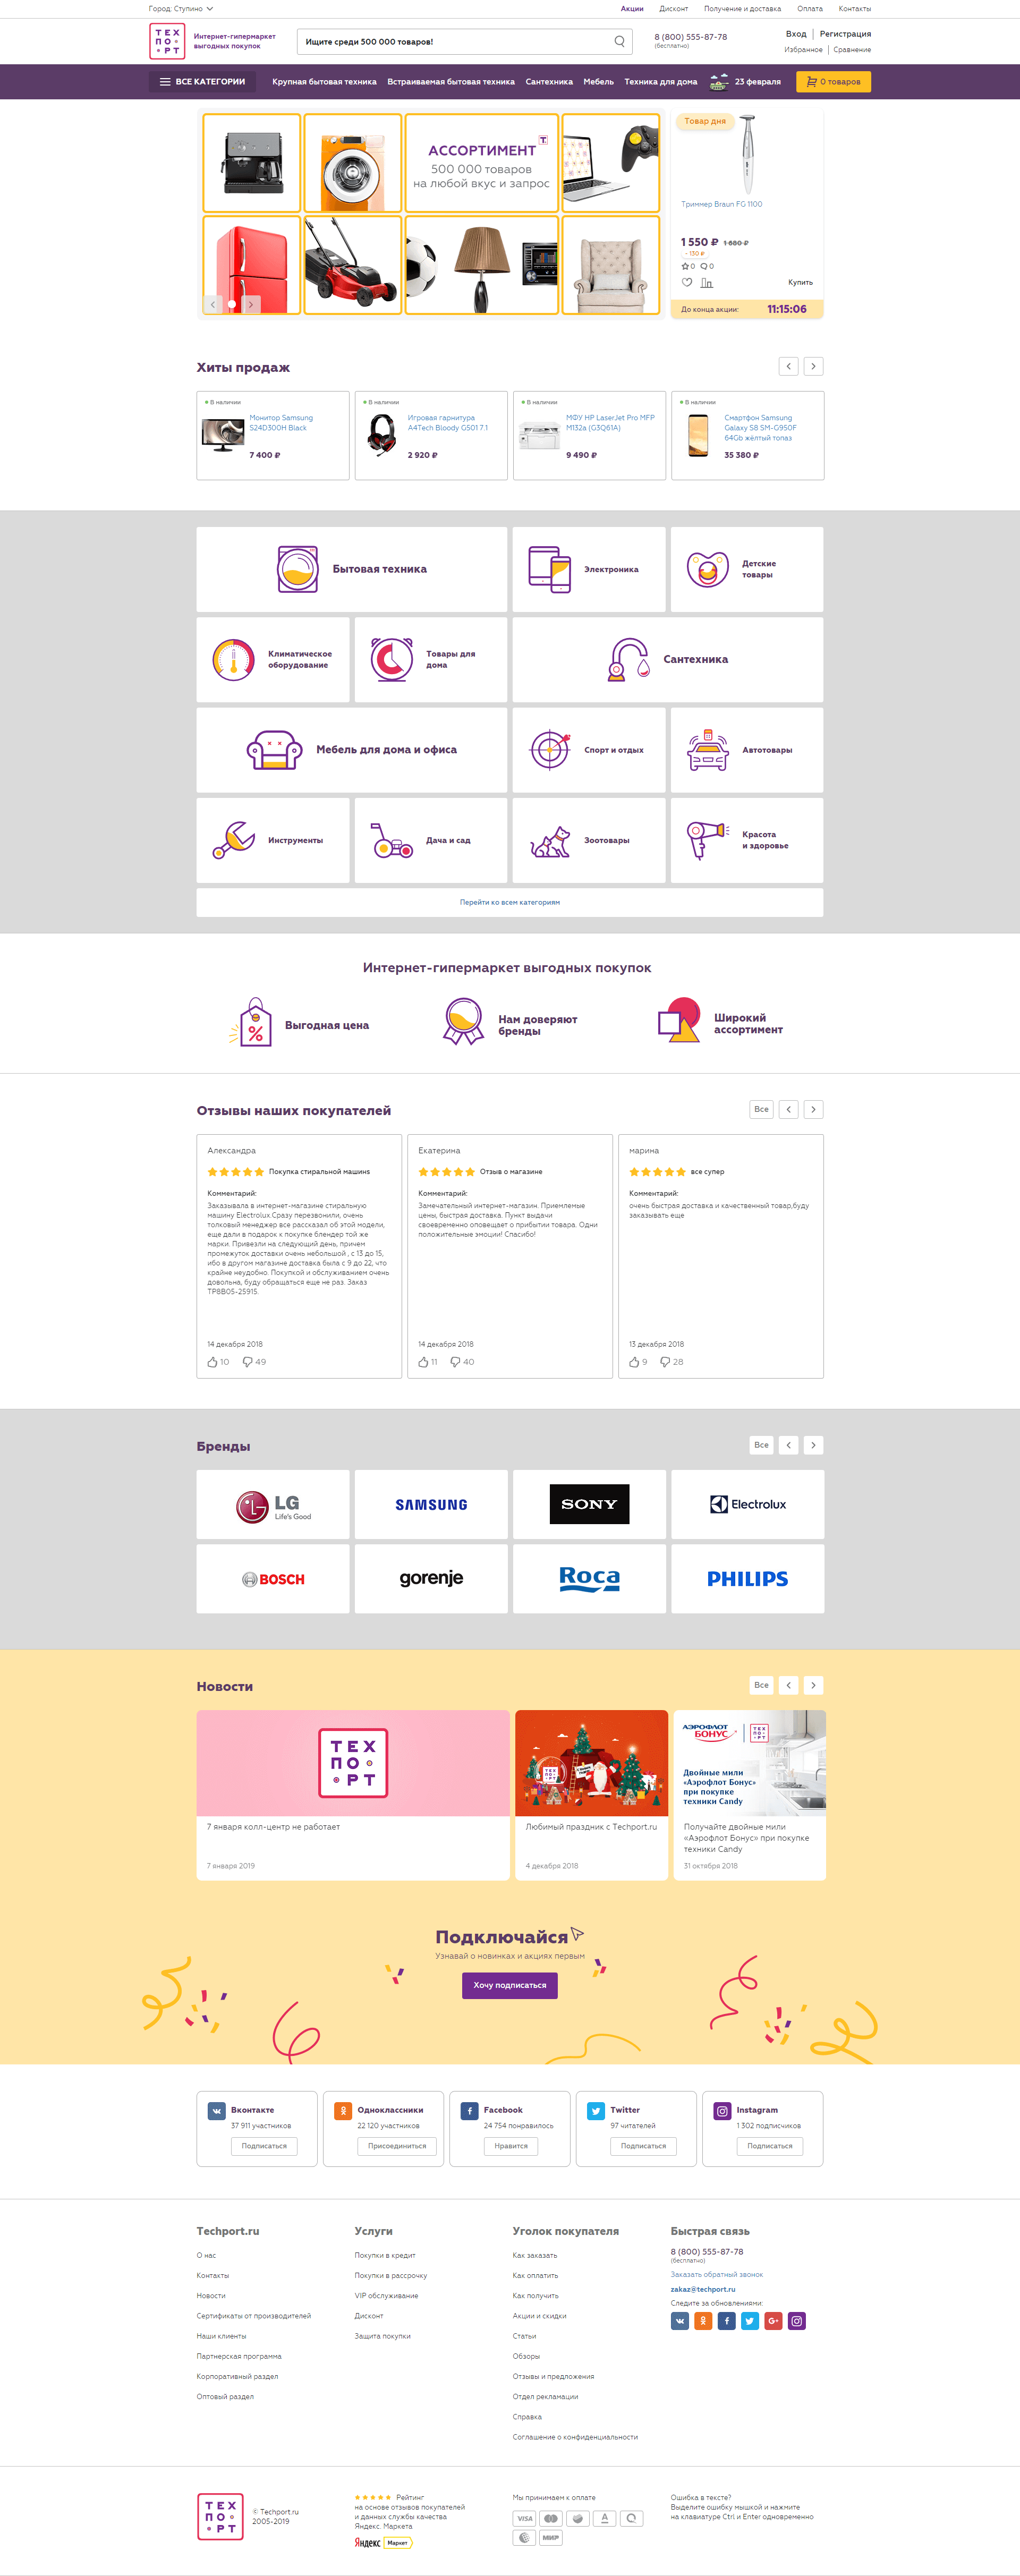 Город: Ступино
Акции
Дисконт
Получение и доставка
Оплата
Контакты
ТЕХ
ПО
РТ
Интернет-гипермаркет
выгодных покупок
Ищите среди 500 000 товаров!
8 (800) 555-87-78
(бесплатно)
Вход
Регистрация
Избранное
Сравнение
ВСЕ КАТЕГОРИИ
Крупная бытовая техника
Встраиваемая бытовая техника
Сантехника
Мебель
Техника для дома
23 февраля
0 товаров
АССОРТИМЕНТ
500 000 товаров
на любой вкус и запрос
Товар дня
Триммер Braun FG 1100
1 550 ₽ 1 680 ₽
- 130 ₽
0 0
Купить
До конца акции: 11:15:06
Хиты продаж
В наличии
Монитор Samsung
S24D300H Black
7 400 ₽
В наличии
Игровая гарнитура
A4Tech Bloody G501 7.1
2 920 ₽
В наличии
МФУ HP LaserJet Pro MFP
M132a (G3Q61A)
9 490 ₽
В наличии
Смартфон Samsung
Galaxy S8 SM-G950F
64Gb жёлтый топаз
35 380 ₽
Бытовая техника
Электроника
Детские
товары
Климатическое
оборудование
Товары для
дома
Сантехника
Мебель для дома и офиса
Спорт и отдых
Автотовары
Инструменты
Дача и сад
Зоотовары
Красота
и здоровье
Перейти ко всем категориям
Интернет-гипермаркет выгодных покупок
Выгодная цена
Нам доверяют
бренды
Широкий
ассортимент
Отзывы наших покупателей
Все
Александра
Покупка стиральной машинs
Комментарий:
Заказывала в интернет-магазине стиральную
машину Electrolux.Сразу перезвонили, очень
толковый менеджер все рассказал об этой модели,
еще дали в подарок к покупке блендер той же
марки. Привезли на следующий день, причем
промежуток доставки очень небольшой , с 13 до 15,
ибо в другом магазине доставка была с 9 до 22, что
крайне неудобно. Покупкой и обслуживанием очень
довольна, буду обращаться еще не раз. Заказ
TP8B05-25915.
14 декабря 2018
10 49
Екатерина
Отзыв о магазине
Комментарий:
Замечательный интернет-магазин. Приемлемые
цены, быстрая доставка. Пункт выдачи
своевременно оповещает о прибытии товара. Одни
положительные эмоции! Спасибо!
14 декабря 2018
11 40
марина
все супер
Комментарий:
очень быстрая доставка и качественный товар,буду
заказывать еще
13 декабря 2018
9 28
Бренды
Все
LG
Life's Good
SAMSUNG
SONY
Electrolux
BOSCH
gorenje
Roca
PHILIPS
Новости
Все
ТЕХ
ПО
РТ
7 января колл-центр не работает
7 января 2019
Любимый праздник с Techport.ru
4 декабря 2018
АЭРОФЛОТ
БОНУС
ТЕХ
ПО
РТ
Двойные мили
«Аэрофлот Бонус»
при покупке
техники Candy
Получайте двойные мили
«Аэрофлот Бонус» при покупке
техники Candy
31 октября 2018
Подключайся
Узнавай о новинках и акциях первым
Хочу подписаться
Вконтакте
37 911 участников
Подписаться
Одноклассники
22 120 участников
Присоединиться
Facebook
24 754 понравилось
Нравится
Twitter
97 читателей
Подписаться
Instagram
1 302 подписчиков
Подписаться
Techport.ru
О нас
Контакты
Новости
Сертификаты от производителей
Наши клиенты
Партнерская программа
Корпоративный раздел
Оптовый раздел
Услуги
Покупки в кредит
Покупки в рассрочку
VIP обслуживание
Дисконт
Защита покупки
Уголок покупателя
Как заказать
Как оплатить
Как получить
Акции и скидки
Статьи
Обзоры
Отзывы и предложения
Отдел рекламации
Справка
Соглашение о конфиденциальности
Быстрая связь
8 (800) 555-87-78
(бесплатно)
Заказать обратный звонок
zakaz@techport.ru
Следите за обновлениями:
ТЕХ
ПО
РТ
© Techport.ru
2005-2019
Рейтинг
на основе отзывов покупателей
и данных службы качества
Яндекс. Маркета
Яндекс Маркет
Мы принимаем к оплате
VISA
МИР
Ошибка в тексте?
Выделите ошибку мышкой и нажмите
на клавиатуре Ctrl и Enter одновременно